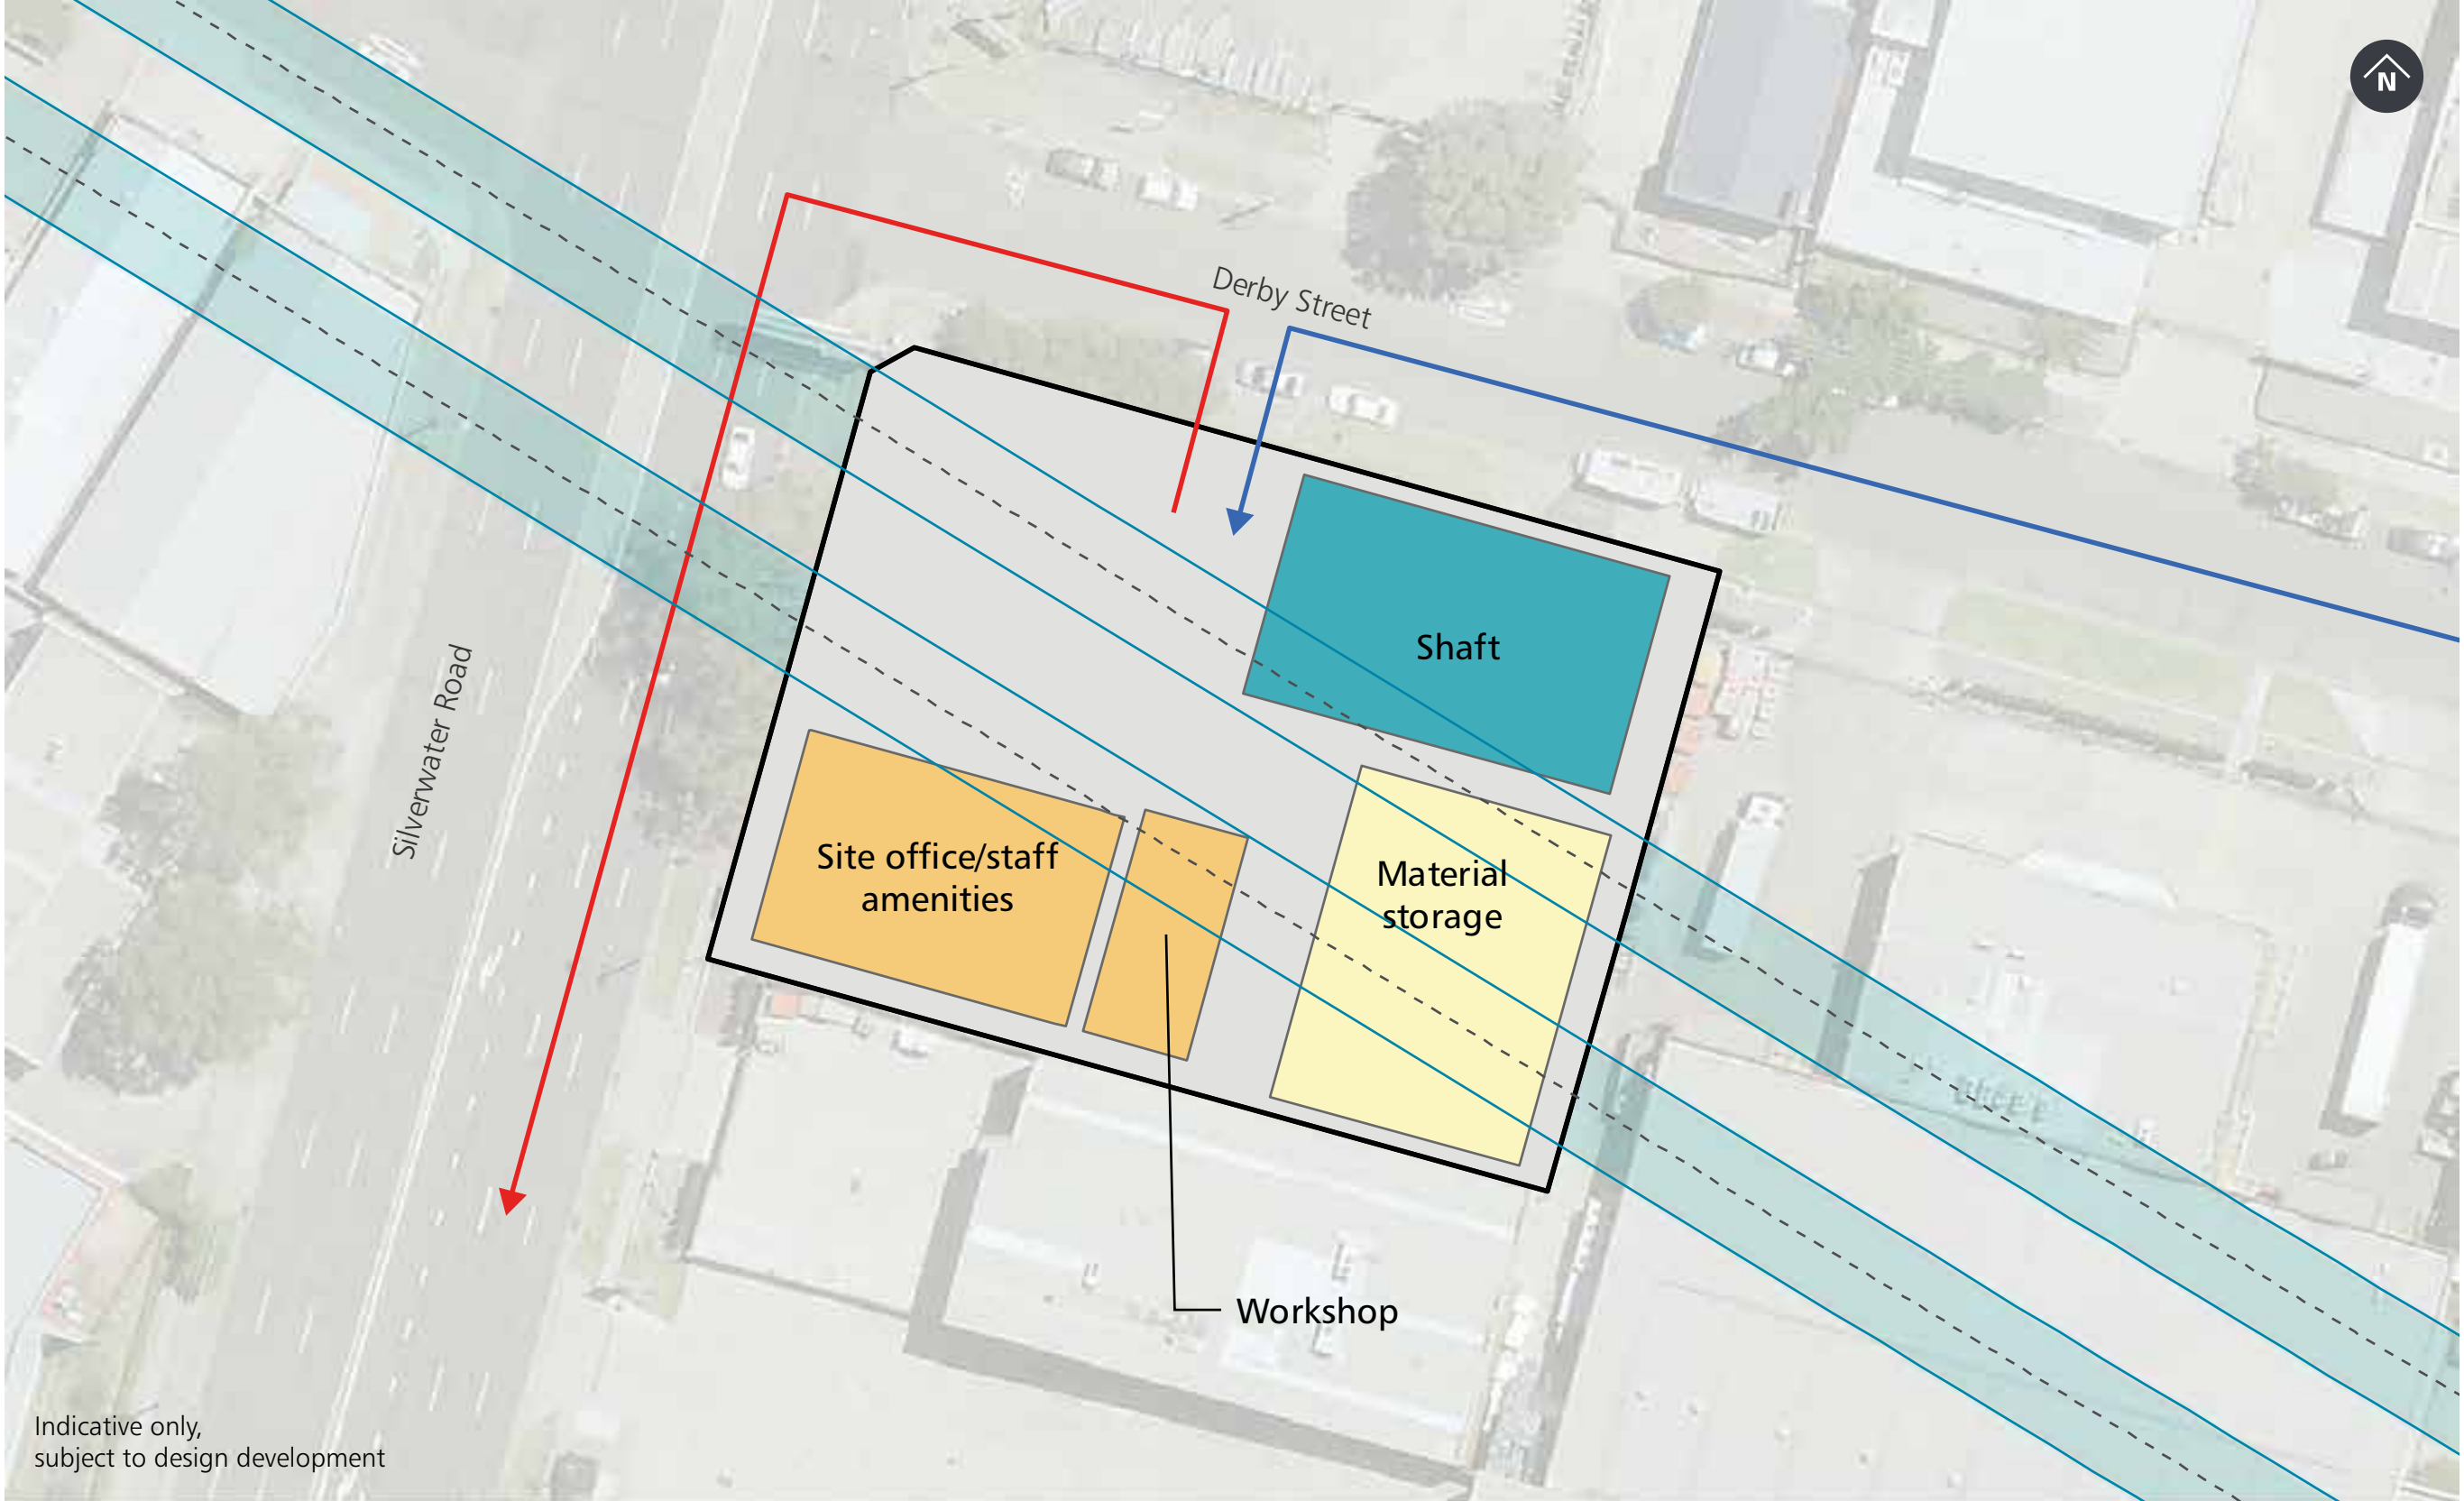 N
Derby Street
Shaft
Silverwater Road
Site office/staff
amenities
Material
storage
Workshop
Indicative only,
subject to design development